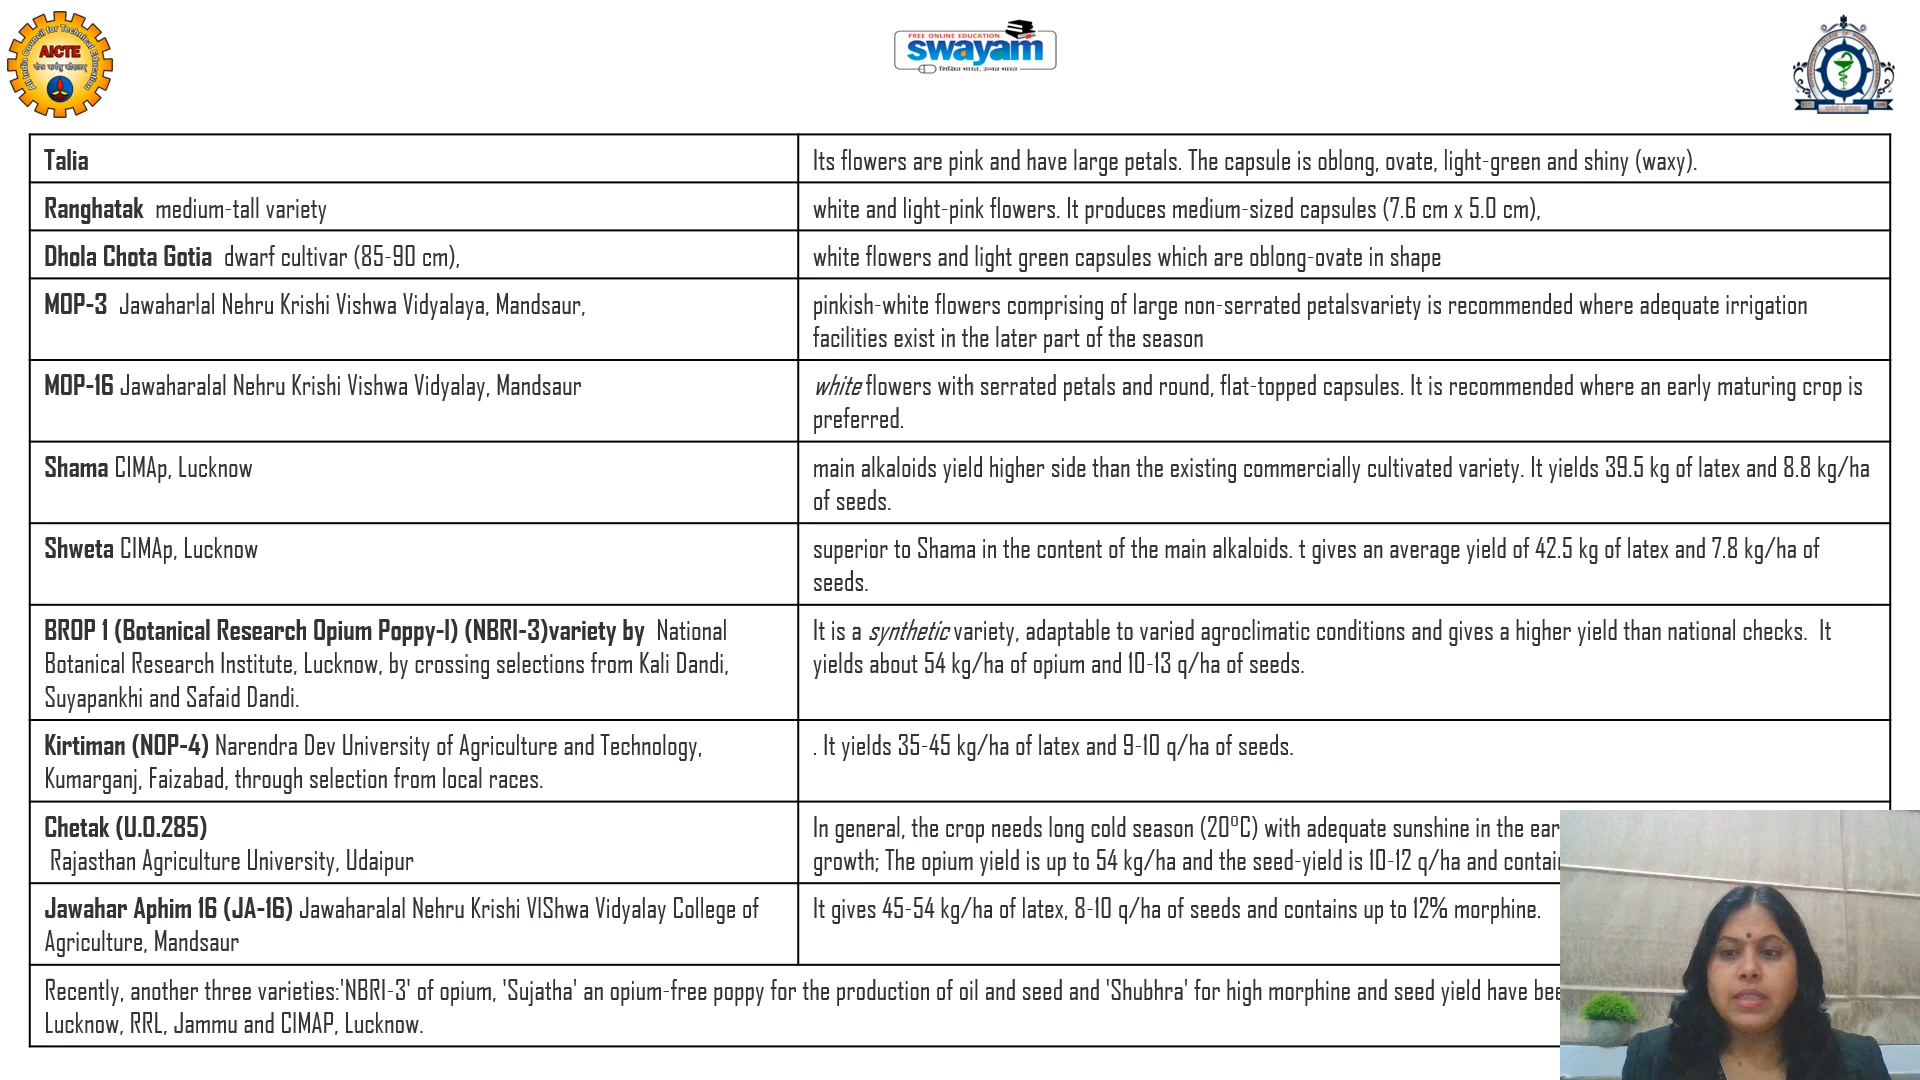 All India Council for Technical Education
AICTE
FREE ONLINE EDUCATION
swayam
शिक्षित भारत, उन्नत भारत
Talia
Its flowers are pink and have large petals. The capsule is oblong, ovate, light-green and shiny (waxy).
Ranghatak medium-tall variety
white and light-pink flowers. It produces medium-sized capsules (7.6 cm x 5.0 cm),
Dhola Chota Gotia dwarf cultivar (85-90 cm),
white flowers and light green capsules which are oblong-ovate in shape
MOP-3 Jawaharlal Nehru Krishi Vishwa Vidyalaya, Mandsaur,
pinkish-white flowers comprising of large non-serrated petalsvariety is recommended where adequate irrigation
facilities exist in the later part of the season
MOP-16 Jawaharalal Nehru Krishi Vishwa Vidyalay, Mandsaur
white flowers with serrated petals and round, flat-topped capsules. It is recommended where an early maturing crop is
preferred.
Shama CIMAp, Lucknow
main alkaloids yield higher side than the existing commercially cultivated variety. It yields 39.5 kg of latex and 8.8 kg/ha
of seeds.
Shweta CIMAp, Lucknow
superior to Shama in the content of the main alkaloids. t gives an average yield of 42.5 kg of latex and 7.8 kg/ha of
seeds.
BROP 1 (Botanical Research Opium Poppy-I) (NBRI-3)variety by National
Botanical Research Institute, Lucknow, by crossing selections from Kali Dandi,
Suyapankhi and Safaid Dandi.
It is a synthetic variety, adaptable to varied agroclimatic conditions and gives a higher yield than national checks. It
yields about 54 kg/ha of opium and 10-13 q/ha of seeds.
Kirtiman (NOP-4) Narendra Dev University of Agriculture and Technology,
Kumarganj, Faizabad, through selection from local races.
. It yields 35-45 kg/ha of latex and 9-10 q/ha of seeds.
Chetak (U.O.285)
Rajasthan Agriculture University, Udaipur
In general, the crop needs long cold season (20°C) with adequate sunshine in the ear
growth; The opium yield is up to 54 kg/ha and the seed-yield is 10-12 q/ha and contai
Jawahar Aphim 16 (JA-16) Jawaharalal Nehru Krishi VIShwa Vidyalay College of
Agriculture, Mandsaur
It gives 45-54 kg/ha of latex, 8-10 q/ha of seeds and contains up to 12% morphine.
Recently, another three varieties:'NBRI-3' of opium, 'Sujatha' an opium-free poppy for the production of oil and seed and 'Shubhra' for high morphine and seed yield have bee
Lucknow, RRL, Jammu and CIMAP, Lucknow.